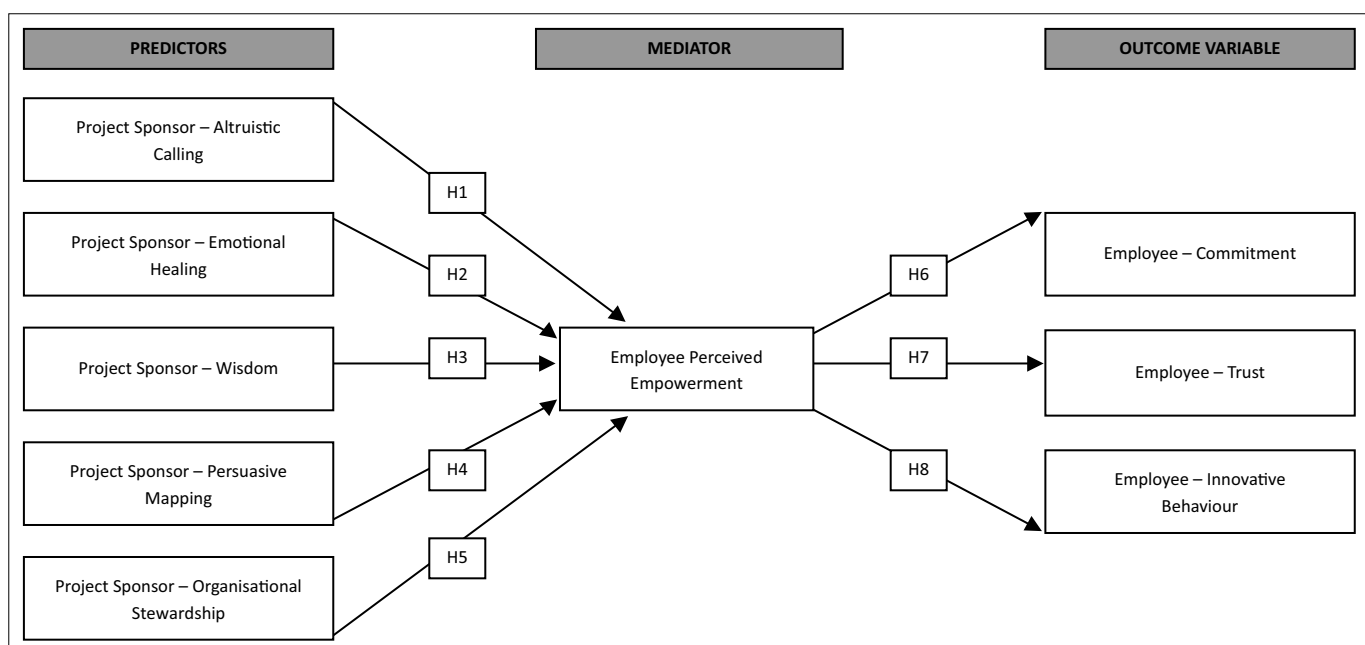 PREDICTORS
MEDIATOR
OUTCOME VARIABLE
Project Sponsor – Altruistic
Calling
H1
Project Sponsor – Emotional
Healing
H2
Project Sponsor – Wisdom
H3
Project Sponsor – Persuasive
Mapping
H4
Project Sponsor – Organisational
Stewardship
H5
Employee Perceived
Empowerment
H6
Employee – Commitment
H7
Employee – Trust
H8
Employee – Innovative
Behaviour